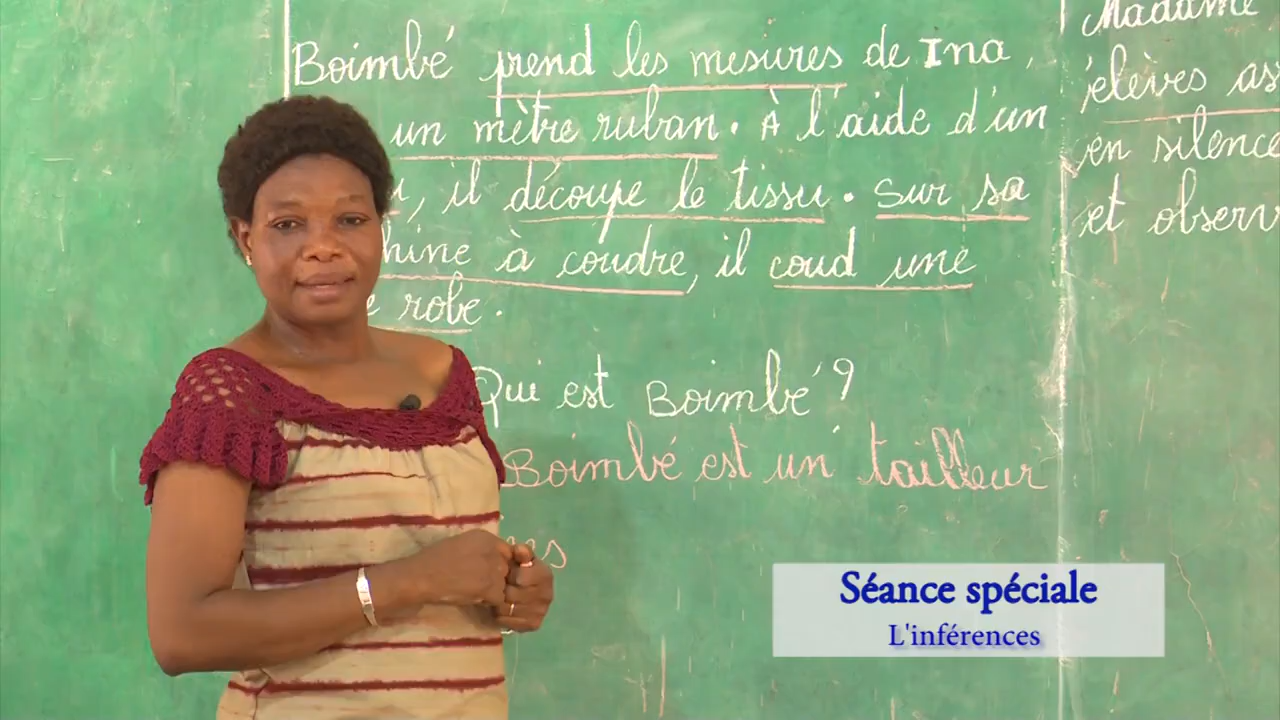 Boimbé prend les mesures de Ina,
un mètre ruban. À l'aide d'un
il découpe le tissu. Sur sa
à coudre, il coud une
robe.
Qui est Boimbé ?
Boimbé est un tailleur
Madame
élèves
en silence
et
Séance spéciale
L'inférences